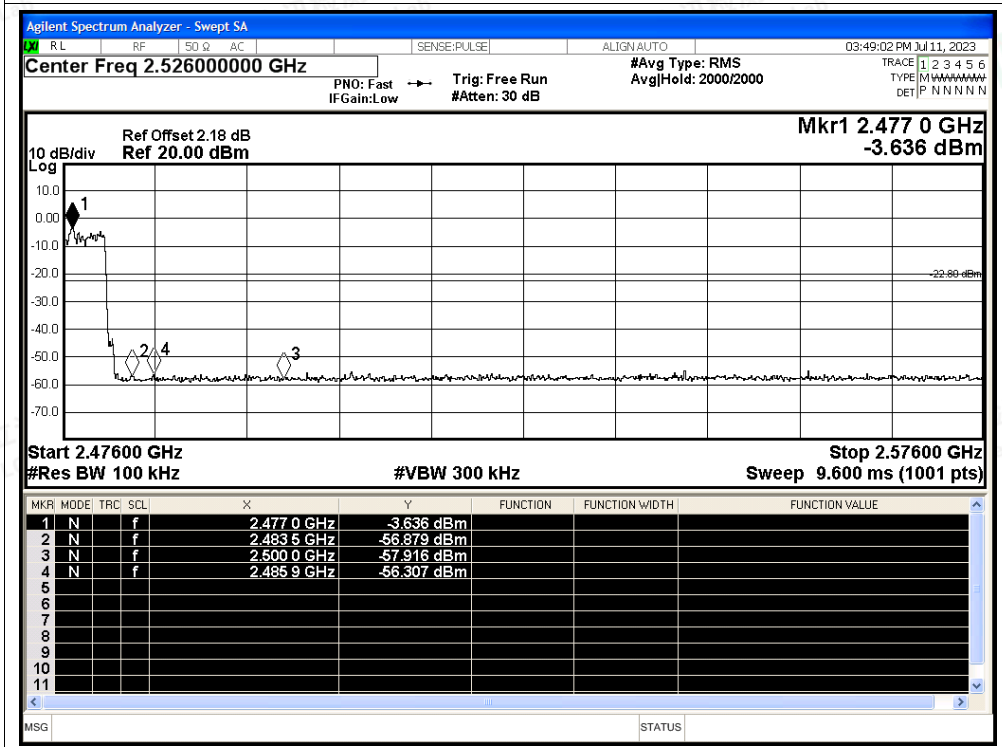 Agilent Spectrum Analyzer - Swept SA
LXI RL RF 50 Ω AC SENSE:PULSE ALIGN AUTO 03:49:02 PM Jul 11, 2023
Center Freq 2.526000000 GHz
PNO: Fast
IFGain:Low
Trig: Free Run
#Atten: 30 dB
#Avg Type: RMS
Avg|Hold: 2000/2000
TRACE 1 2 3 4 5 6
TYPE M W W W W W
DET P N N N N N
Ref Offset 2.18 dB
10 dB/div Ref 20.00 dBm
Log
Mkr1 2.477 0 GHz
-3.636 dBm
10.0
0.00
-10.0
-20.0
-30.0
-40.0
-50.0
-60.0
-70.0
1
-22.80 dBm
2 4 3
Start 2.47600 GHz Stop 2.57600 GHz
#Res BW 100 kHz #VBW 300 kHz Sweep 9.600 ms (1001 pts)
MKR MODE TRC SCL X Y FUNCTION FUNCTION WIDTH FUNCTION VALUE
1 N f 2.477 0 GHz -3.636 dBm
2 N f 2.483 5 GHz -56.879 dBm
3 N f 2.500 0 GHz -57.916 dBm
4 N f 2.485 9 GHz -56.307 dBm
5
6
7
8
9
10
11
MSG STATUS